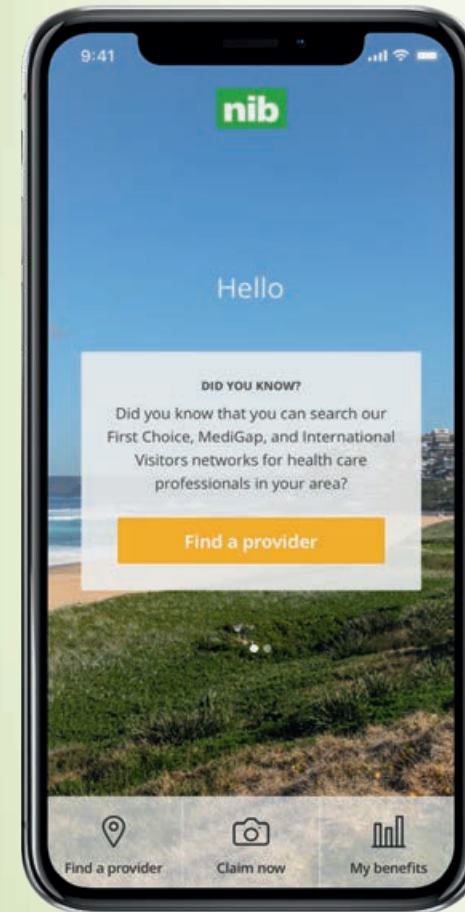 9:41
nib
Hello
DID YOU KNOW?
Did you know that you can search our
First Choice, MediGap, and International
Visitors networks for health care
professionals in your area?
Find a provider
Find a provider
Claim now
My benefits